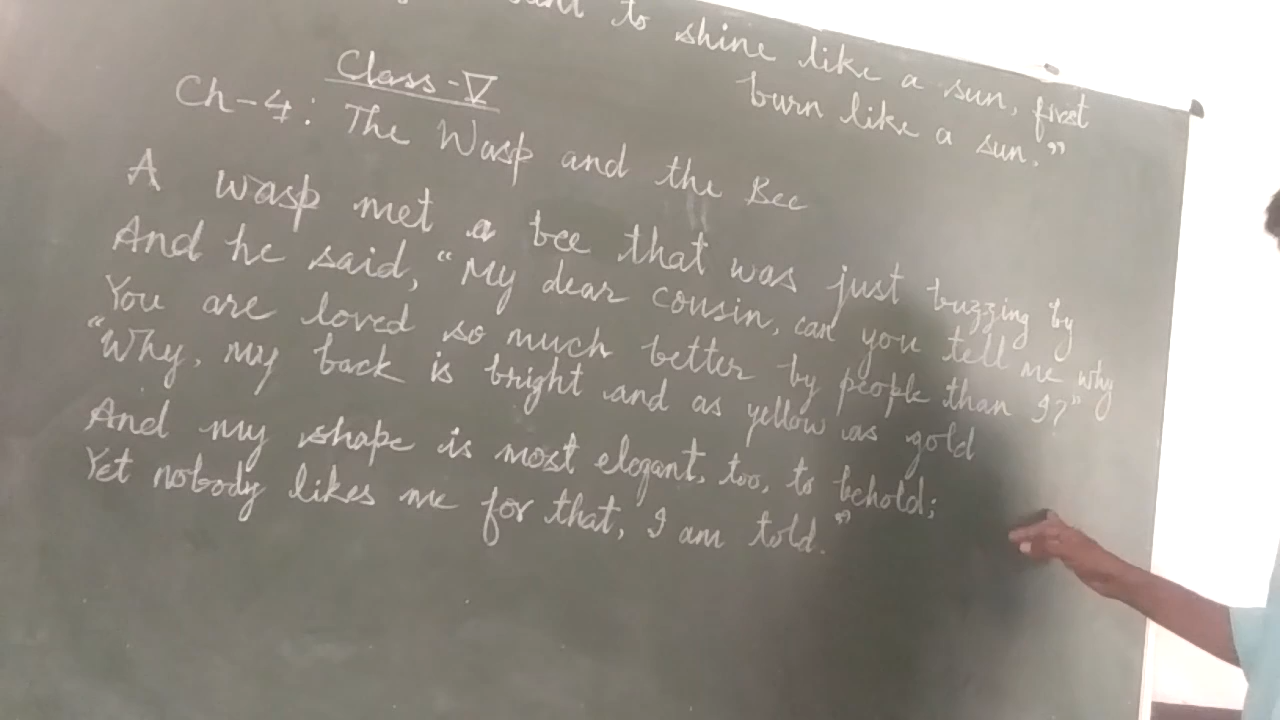 to shine like a sun, first
burn like a sun."
Class-V
Ch-4: The Wasp and the Bee
A wasp met a bee that was just buzzing by
And he said, "My dear cousin, can you tell me why
You are loved so much better by people than I?"
"Why, my back is bright and as yellow as gold
And my shape is most elegant, too, to behold;
Yet nobody likes me for that, I am told."